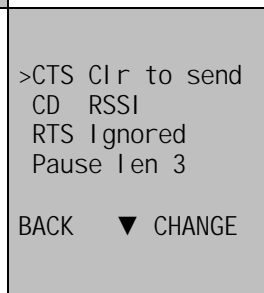 >CTS Clr to send
CD RSSI
RTS Ignored
Pause len 3
BACK ▼ CHANGE